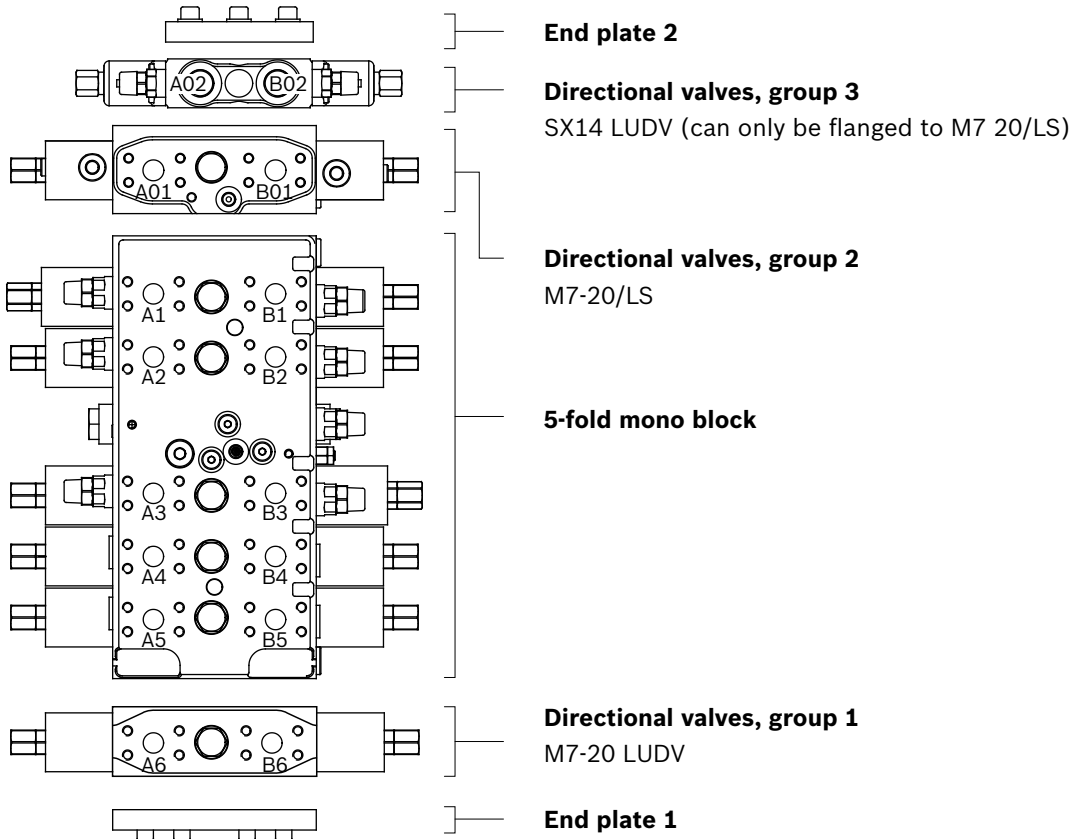 End plate 2
A02 B02
Directional valves, group 3
SX14 LUDV (can only be flanged to M7 20/LS)
A01 B01
Directional valves, group 2
M7-20/LS
A1 B1
A2 B2
5-fold mono block
A3 B3
A4 B4
A5 B5
Directional valves, group 1
M7-20 LUDV
A6 B6
End plate 1